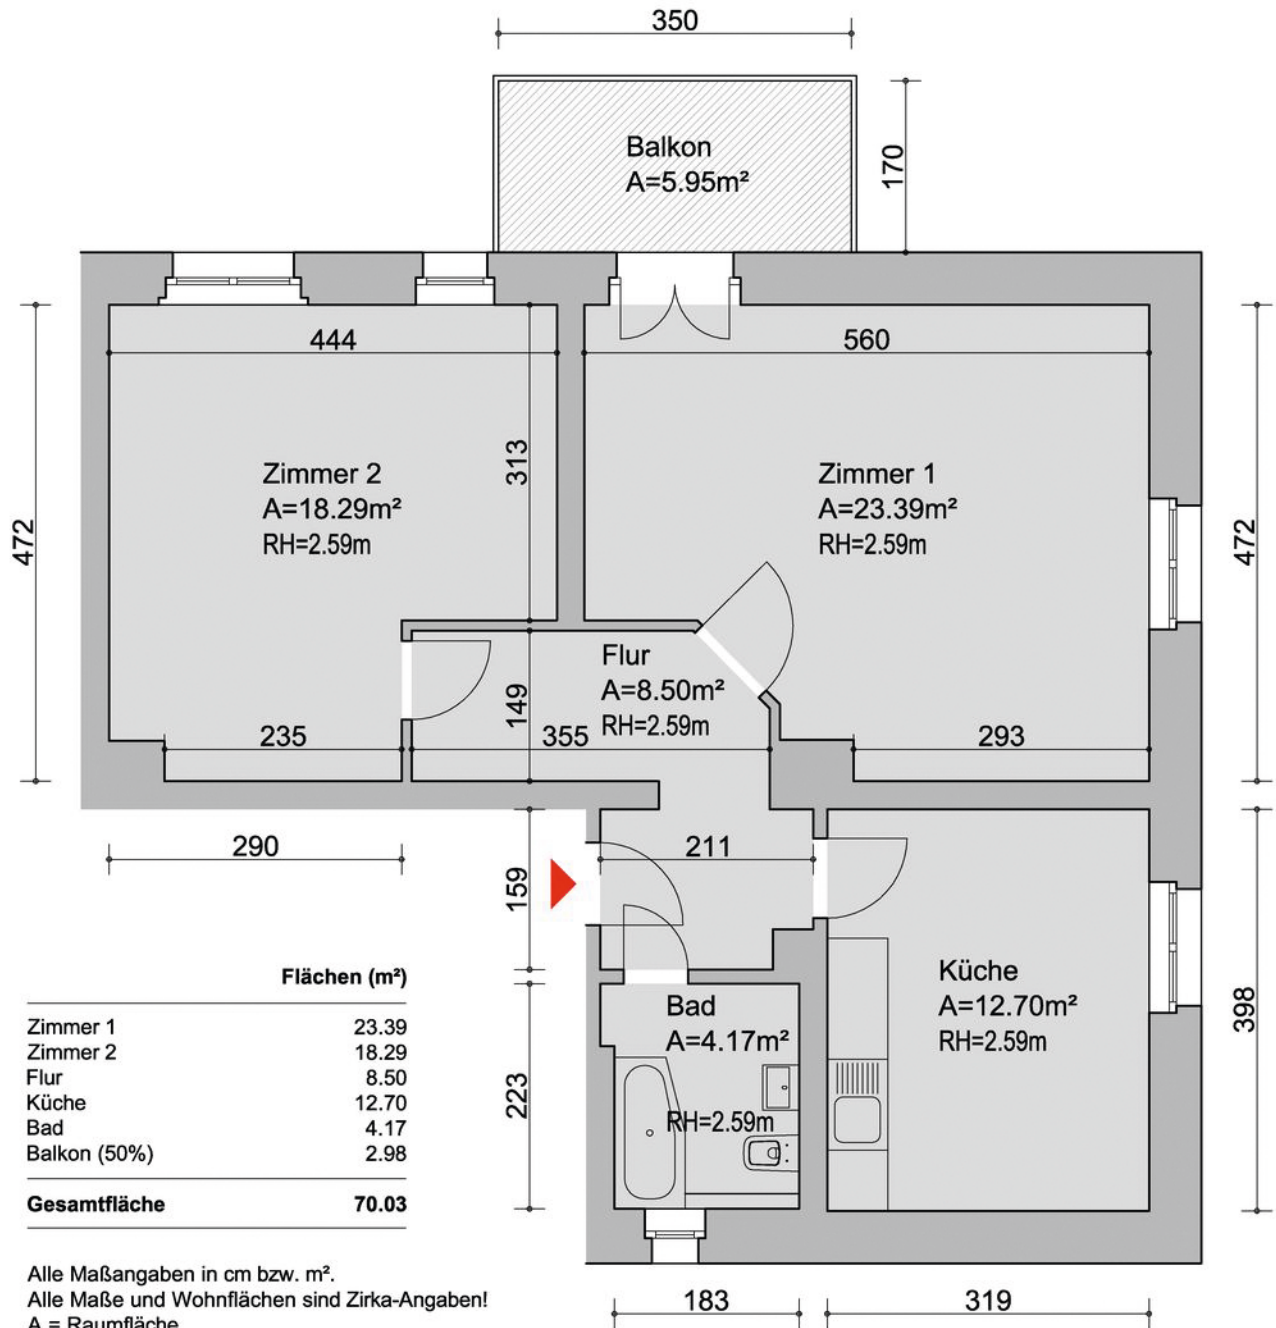 350
Balkon
A=5.95m²
170
444
560
313
Zimmer 2
A=18.29m²
RH=2.59m
Zimmer 1
A=23.39m²
RH=2.59m
472
472
Flur
A=8.50m²
RH=2.59m
149
235
355
293
290
211
159
Küche
A=12.70m²
RH=2.59m
398
Bad
A=4.17m²
RH=2.59m
223
183
319
Flächen (m²)
Zimmer 1 23.39
Zimmer 2 18.29
Flur 8.50
Küche 12.70
Bad 4.17
Balkon (50%) 2.98
Gesamtfläche 70.03
Alle Maßangaben in cm bzw. m².
Alle Maße und Wohnflächen sind Zirka-Angaben!
A = Raumfläche